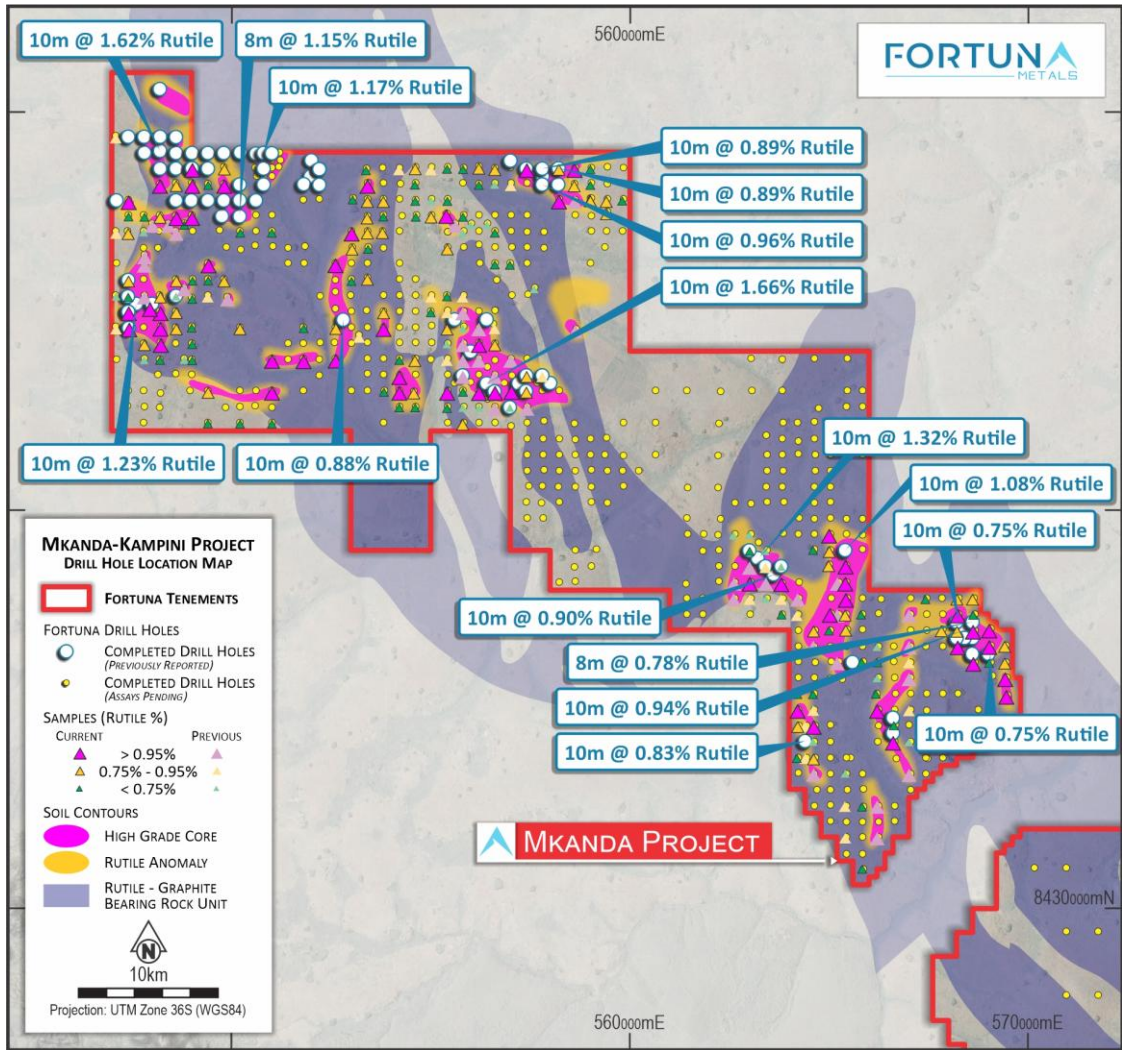 560000mE
FORTUNA
METALS
10m @ 1.62% Rutile
8m @ 1.15% Rutile
10m @ 1.17% Rutile
10m @ 0.89% Rutile
10m @ 0.89% Rutile
10m @ 0.96% Rutile
10m @ 1.66% Rutile
10m @ 1.23% Rutile
10m @ 0.88% Rutile
10m @ 1.32% Rutile
10m @ 1.08% Rutile
10m @ 0.75% Rutile
10m @ 0.90% Rutile
8m @ 0.78% Rutile
10m @ 0.94% Rutile
10m @ 0.75% Rutile
10m @ 0.83% Rutile
MKANDA PROJECT
8430000mN
560000mE
570000mE
MKANDA-KAMPINI PROJECT
DRILL HOLE LOCATION MAP
FORTUNA TENEMENTS
FORTUNA DRILL HOLES
COMPLETED DRILL HOLES
(PREVIOUSLY REPORTED)
COMPLETED DRILL HOLES
(ASSAYS PENDING)
SAMPLES (RUTILE %)
CURRENT PREVIOUS
> 0.95%
0.75% - 0.95%
< 0.75%
SOIL CONTOURS
HIGH GRADE CORE
RUTILE ANOMALY
RUTILE - GRAPHITE
BEARING ROCK UNIT
N
10km
Projection: UTM Zone 36S (WGS84)